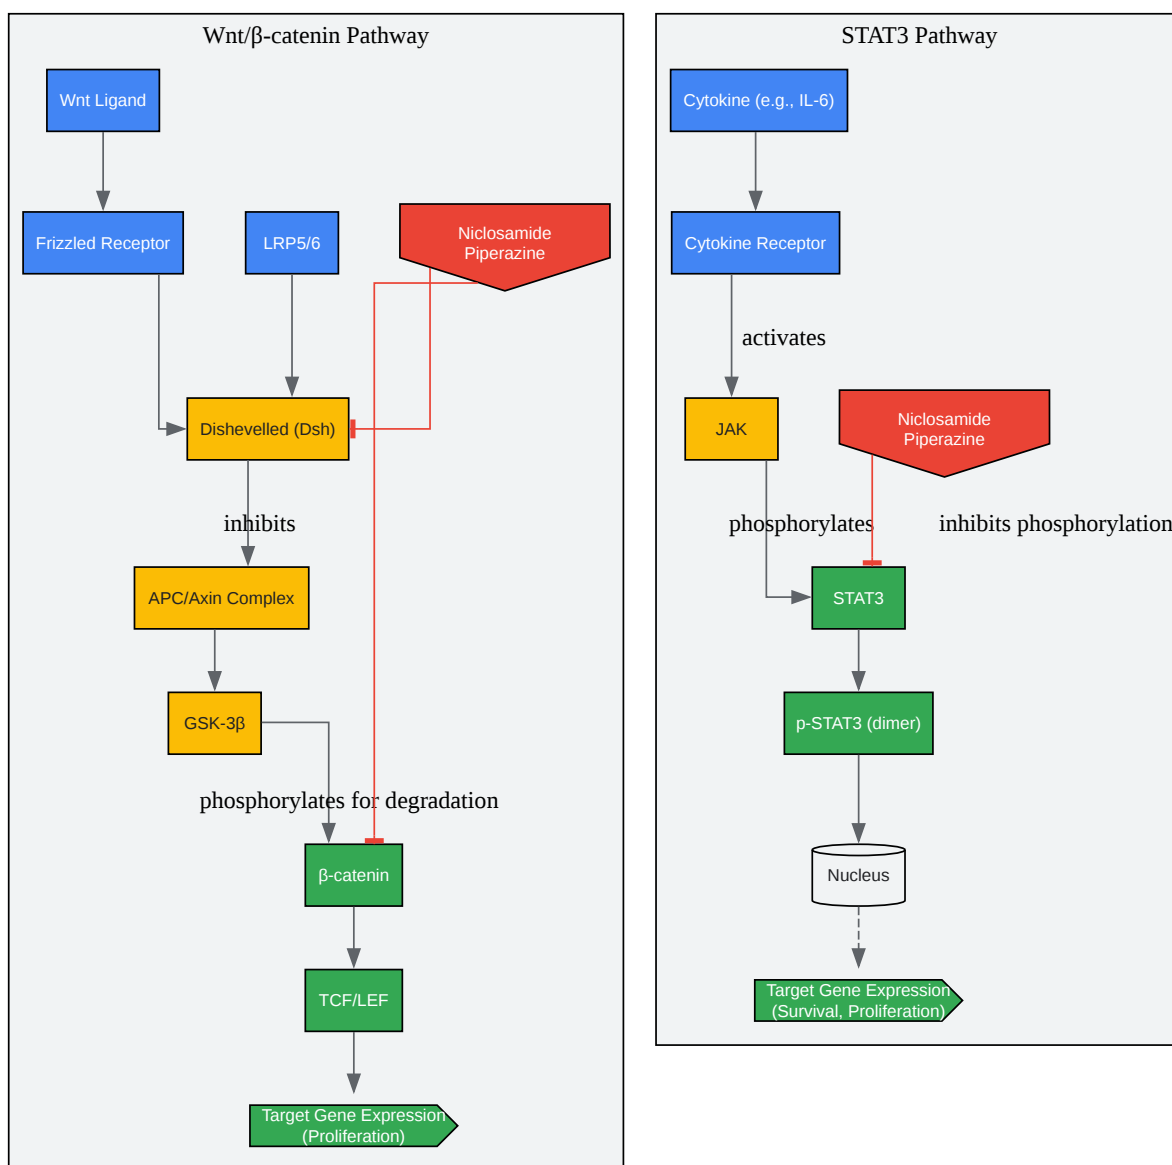 Wnt/β-catenin Pathway
Wnt Ligand
Frizzled Receptor
LRP5/6
Niclosamide
Piperazine
Dishevelled (Dsh)
inhibits
APC/Axin Complex
GSK-3β
phosphorylates for degradation
β-catenin
TCF/LEF
Target Gene Expression
(Proliferation)
STAT3 Pathway
Cytokine (e.g., IL-6)
Cytokine Receptor
activates
JAK
Niclosamide
Piperazine
phosphorylates
inhibits phosphorylation
STAT3
p-STAT3 (dimer)
Nucleus
Target Gene Expression
(Survival, Proliferation)